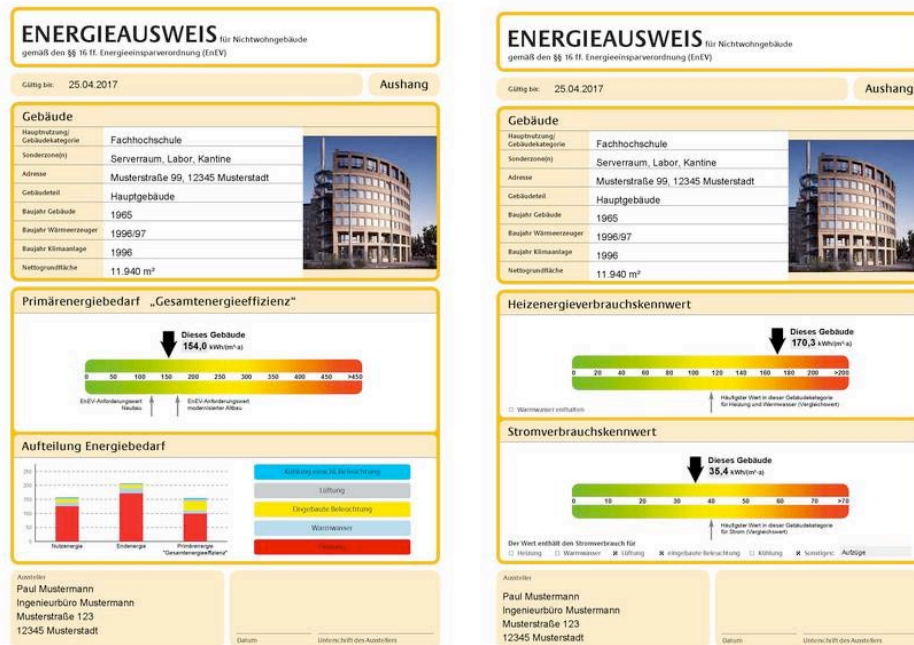 ENERGIEAUSWEIS für Nichtwohngebäude
gemäß den §§ 16 ff. Energieeinsparverordnung (EnEV)
Gültig bis: 25.04.2017
Aushang
Gebäude
Hauptnutzung/
Gebäudekategorie Fachhochschule
Sonderzone(n) Serverraum, Labor, Kantine
Adresse Musterstraße 99, 12345 Musterstadt
Gebäudeteil Hauptgebäude
Baujahr Gebäude 1965
Baujahr Wärmeerzeuger 1996/97
Baujahr Klimaanlage 1996
Nettogrundfläche 11.940 m²
Primärenergiebedarf „Gesamtenergieeffizienz“
Dieses Gebäude
154,0 kWh/(m²·a)
0 50 100 150 200 250 300 350 400 450 >450
EnEV-Anforderungswert
Neubau
EnEV-Anforderungswert
modernisierter Altbau
Aufteilung Energiebedarf
250
200
150
100
50
0
Nutzenergie Endenergie Primärenergie
"Gesamtenergieeffizienz"
Kühlung einschl. Befeuchtung
Lüftung
Eingebaute Beleuchtung
Warmwasser
Heizung
Aussteller
Paul Mustermann
Ingenieurbüro Mustermann
Musterstraße 123
12345 Musterstadt
Datum Unterschrift des Ausstellers
ENERGIEAUSWEIS für Nichtwohngebäude
gemäß den §§ 16 ff. Energieeinsparverordnung (EnEV)
Gültig bis: 25.04.2017
Aushang
Gebäude
Hauptnutzung/
Gebäudekategorie Fachhochschule
Sonderzone(n) Serverraum, Labor, Kantine
Adresse Musterstraße 99, 12345 Musterstadt
Gebäudeteil Hauptgebäude
Baujahr Gebäude 1965
Baujahr Wärmeerzeuger 1996/97
Baujahr Klimaanlage 1996
Nettogrundfläche 11.940 m²
Heizenergieverbrauchskennwert
Dieses Gebäude
170,3 kWh/(m²·a)
0 20 40 60 80 100 120 140 160 180 200 >200
Häufigster Wert in dieser Gebäudekategorie
für Heizung und Warmwasser (Vergleichswert)
☐ Warmwasser enthalten
Stromverbrauchskennwert
Dieses Gebäude
35,4 kWh/(m²·a)
0 10 20 30 40 50 60 70 >70
Häufigster Wert in dieser Gebäudekategorie
für Strom (Vergleichswert)
Der Wert enthält den Stromverbrauch für
☐ Heizung ☐ Warmwasser ☒ Lüftung ☒ eingebaute Beleuchtung ☐ Kühlung ☒ Sonstiges: Aufzüge
Aussteller
Paul Mustermann
Ingenieurbüro Mustermann
Musterstraße 123
12345 Musterstadt
Datum Unterschrift des Ausstellers